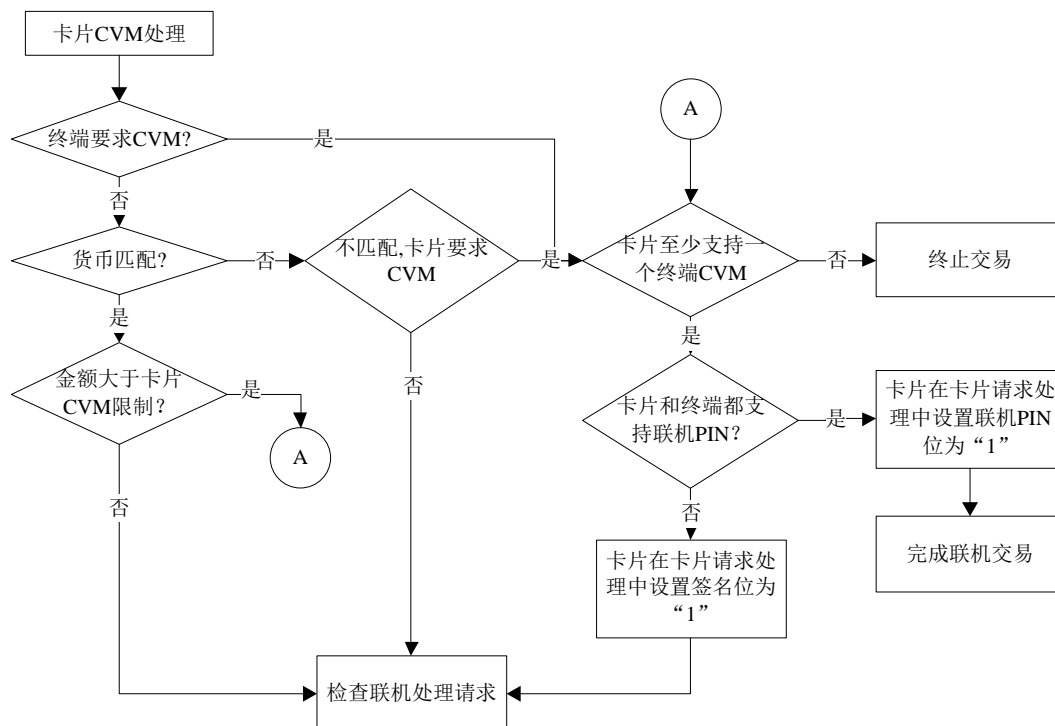 卡片CVM处理
终端要求CVM?
是
A
否
货币匹配?
否
不匹配,卡片要求
CVM
是
卡片至少支持一
个终端CVM
否
终止交易
是
是
金额大于卡片
CVM限制？
是
A
否
卡片和终端都支
持联机PIN？
是
卡片在卡片请求处
理中设置联机PIN
位为“1”
否
否
卡片在卡片请求处
理中设置签名位为
“1”
完成联机交易
检查联机处理请求